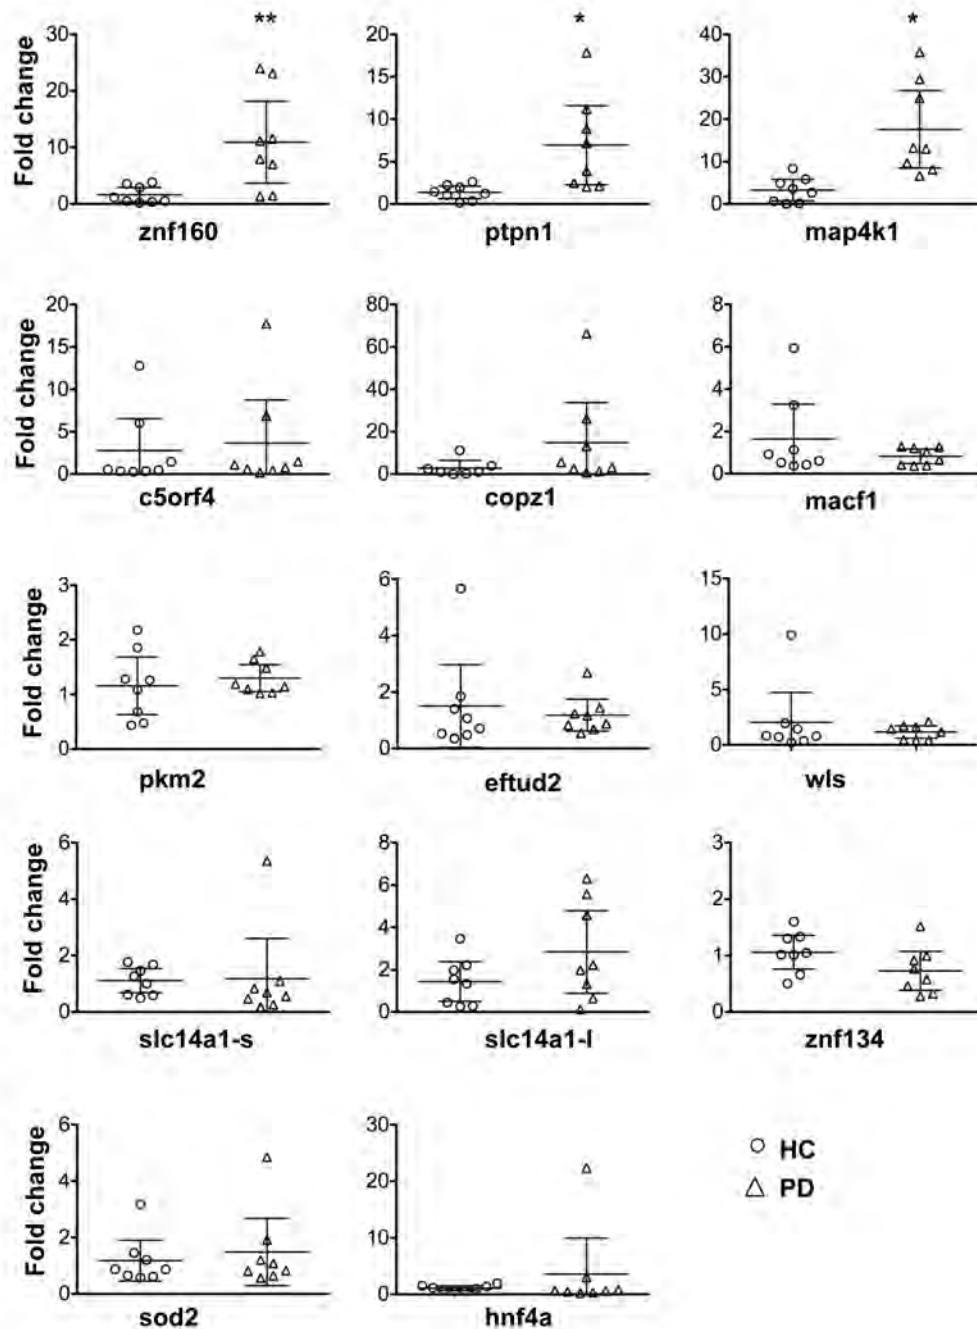 ** * *
Fold change 30 20 10 0 20 15 10 5 0 40 30 20 10 0
znf160 ptpn1 map4k1
Fold change 20 15 10 5 0 80 60 40 20 0 8 6 4 2 0
c5orf4 copz1 macf1
Fold change 3 2 1 0 6 4 2 0 15 10 5 0
pkm2 eftud2 wls
Fold change 6 4 2 0 8 6 4 2 0 3 2 1 0
slc14a1-s slc14a1-l znf134
Fold change 6 4 2 0 30 20 10 0
○ HC
△ PD
sod2 hnf4a